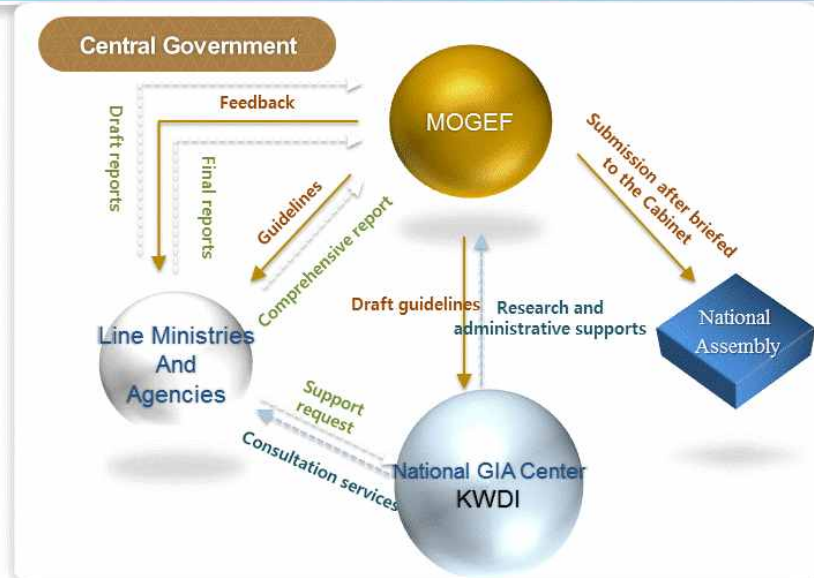 Central Government
Feedback
MOGEF
Draft reports
Final reports
Guidelines
Comprehensive report
Submission after briefed
to the Cabinet
Draft guidelines
Research and
administrative supports
National
Assembly
Line Ministries
And
Agencies
Support
request
Consultation services
National GIA Center
KWDI